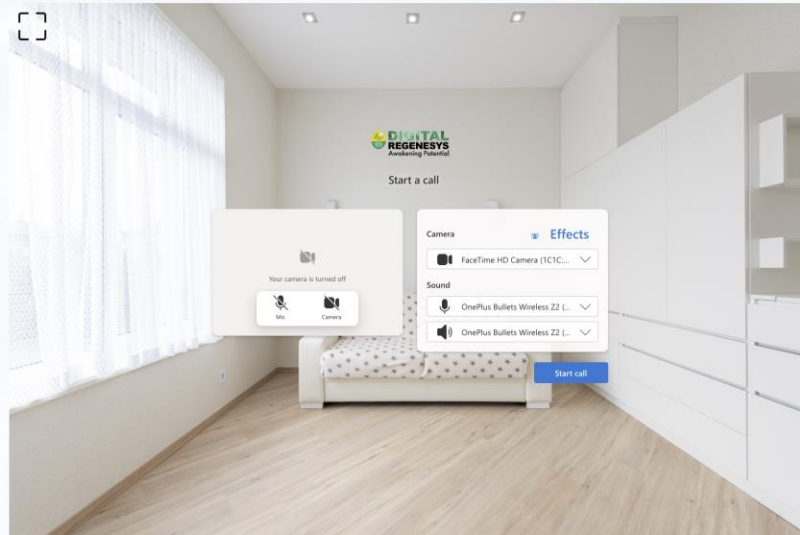 DIGITAL
REGENESYS
Awakening Potential
Start a call
Your camera is turned off
Mic
Camera
Camera
Effects
FaceTime HD Camera (1C1C:...
Sound
OnePlus Bullets Wireless Z2 (...
OnePlus Bullets Wireless Z2 (...
Start call